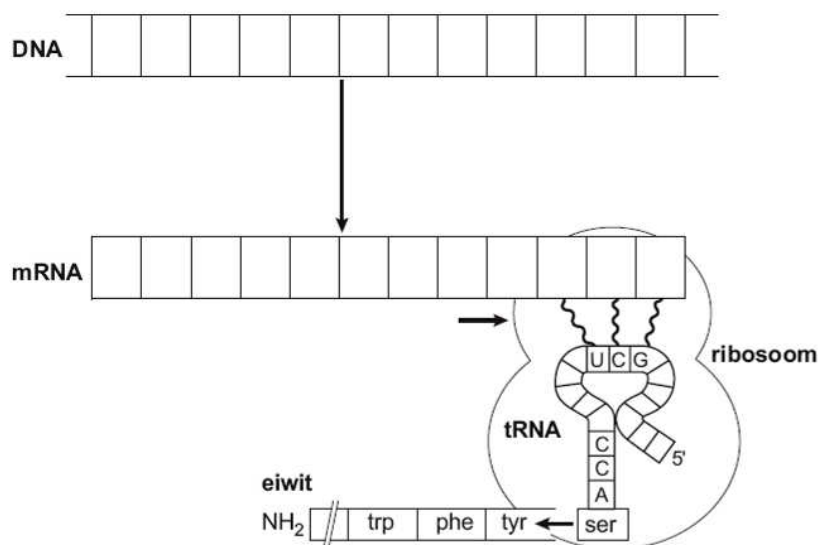 DNA
mRNA
U C G
ribosoom
tRNA
C
C
A
5'
eiwit
NH₂ trp phe tyr ser